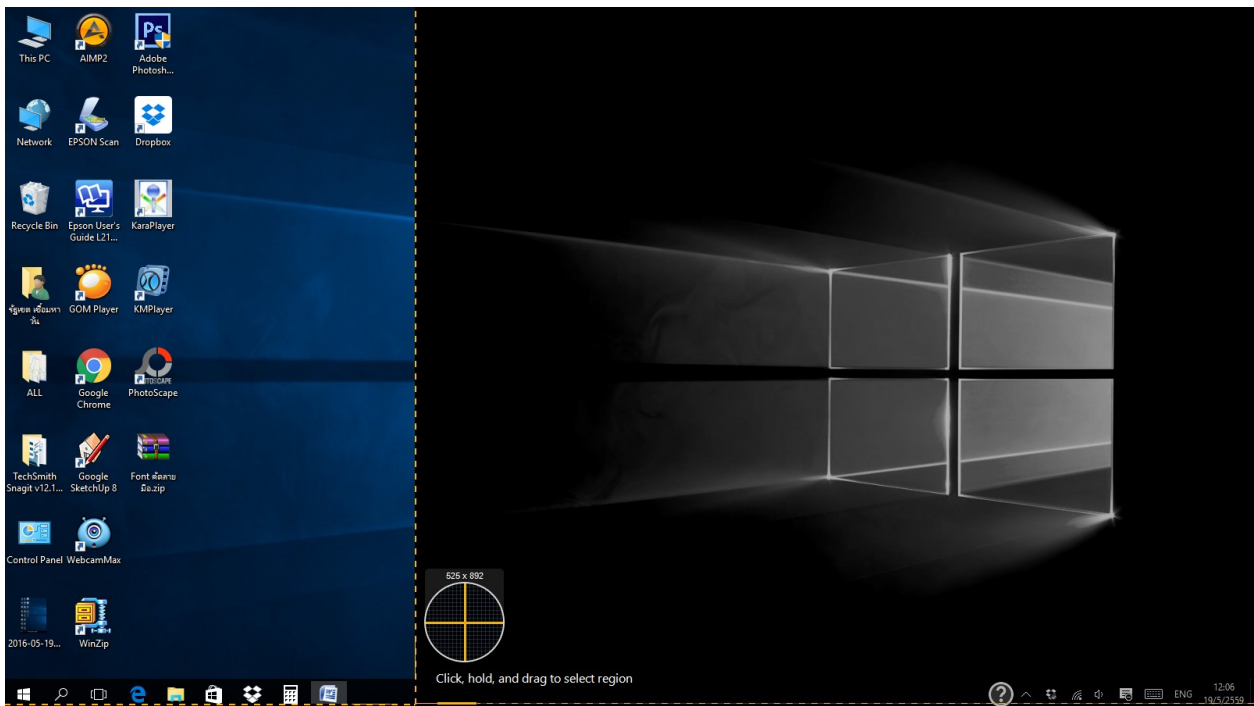 This PC
AIMP2
Ps
Adobe
Photosh...
Network
EPSON Scan
Dropbox
Recycle Bin
Epson User's
Guide L21...
KaraPlayer
GOM Player
KMPlayer
ALL
Google
Chrome
PhotoScape
TechSmith
Snagit v12.1...
Google
SketchUp 8
Font คัดลาย
มือ.zip
Control Panel
WebcamMax
2016-05-19...
WinZip
525 x 892
Click, hold, and drag to select region
ENG
12:06
19/5/2559